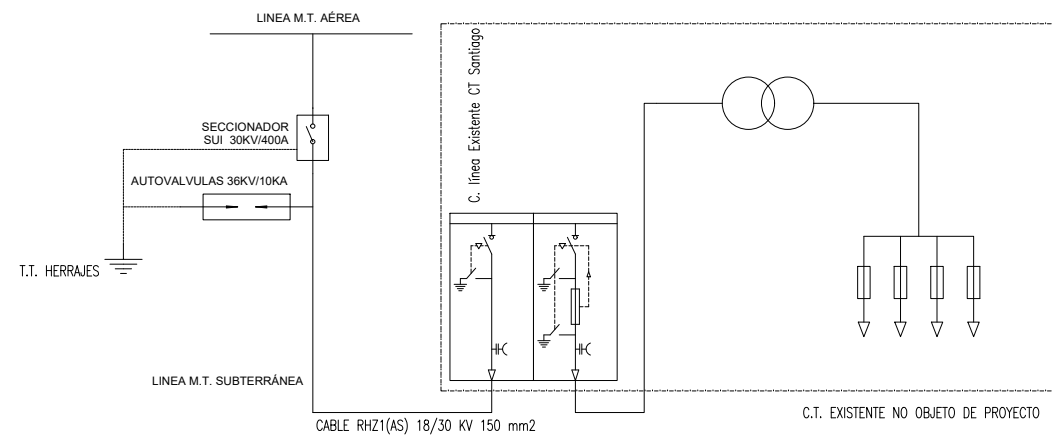 LINEA M.T. AÉREA
SECCIONADOR
SUI 30KV/400A
AUTOVALVULAS 36KV/10KA
T.T. HERRAJES
LINEA M.T. SUBTERRÁNEA
CABLE RHZ1(AS) 18/30 KV 150 mm2
C. línea Existente CT Santiago
C.T. EXISTENTE NO OBJETO DE PROYECTO